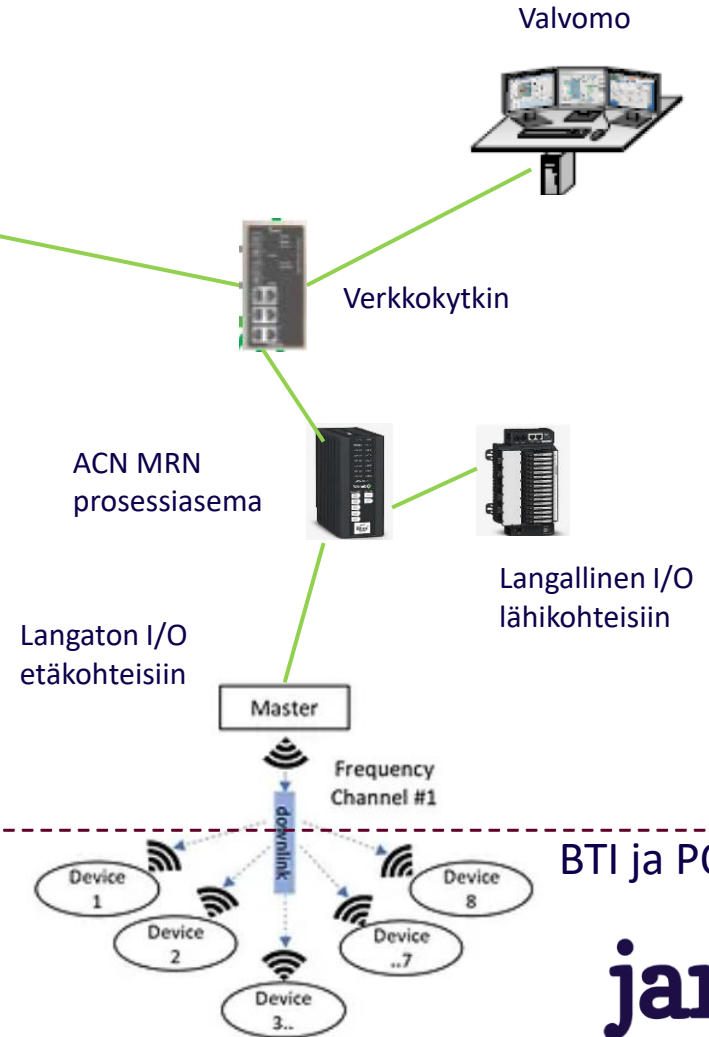 Valvomo
Verkkokytkin
ACN MRN
prosessiasema
Langallinen I/O
lähikohteisiin
Langaton I/O
etäkohteisiin
Master
Frequency
Channel #1
downlink
BTI ja
Device
1
Device
2
Device
3..
Device
..7
Device
8